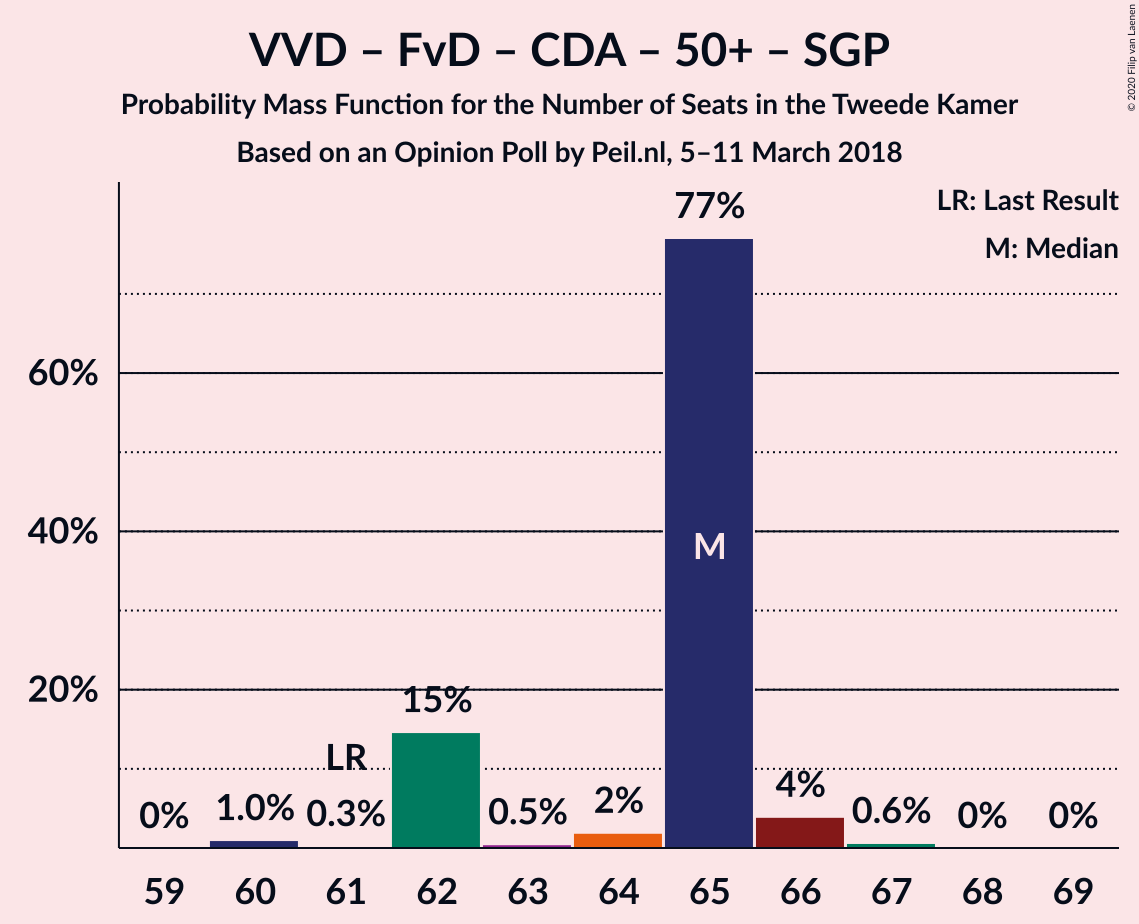 VVD – FvD – CDA – 50+ – SGP
Probability Mass Function for the Number of Seats in the Tweede Kamer
Based on an Opinion Poll by Peil.nl, 5–11 March 2018
© 2020 Filip van Laenen
LR: Last Result
M: Median
77%
60%
40%
M
20%
15%
LR
0%
1.0%
0.3%
0.5%
2%
4%
0.6%
0%
0%
59 60 61 62 63 64 65 66 67 68 69